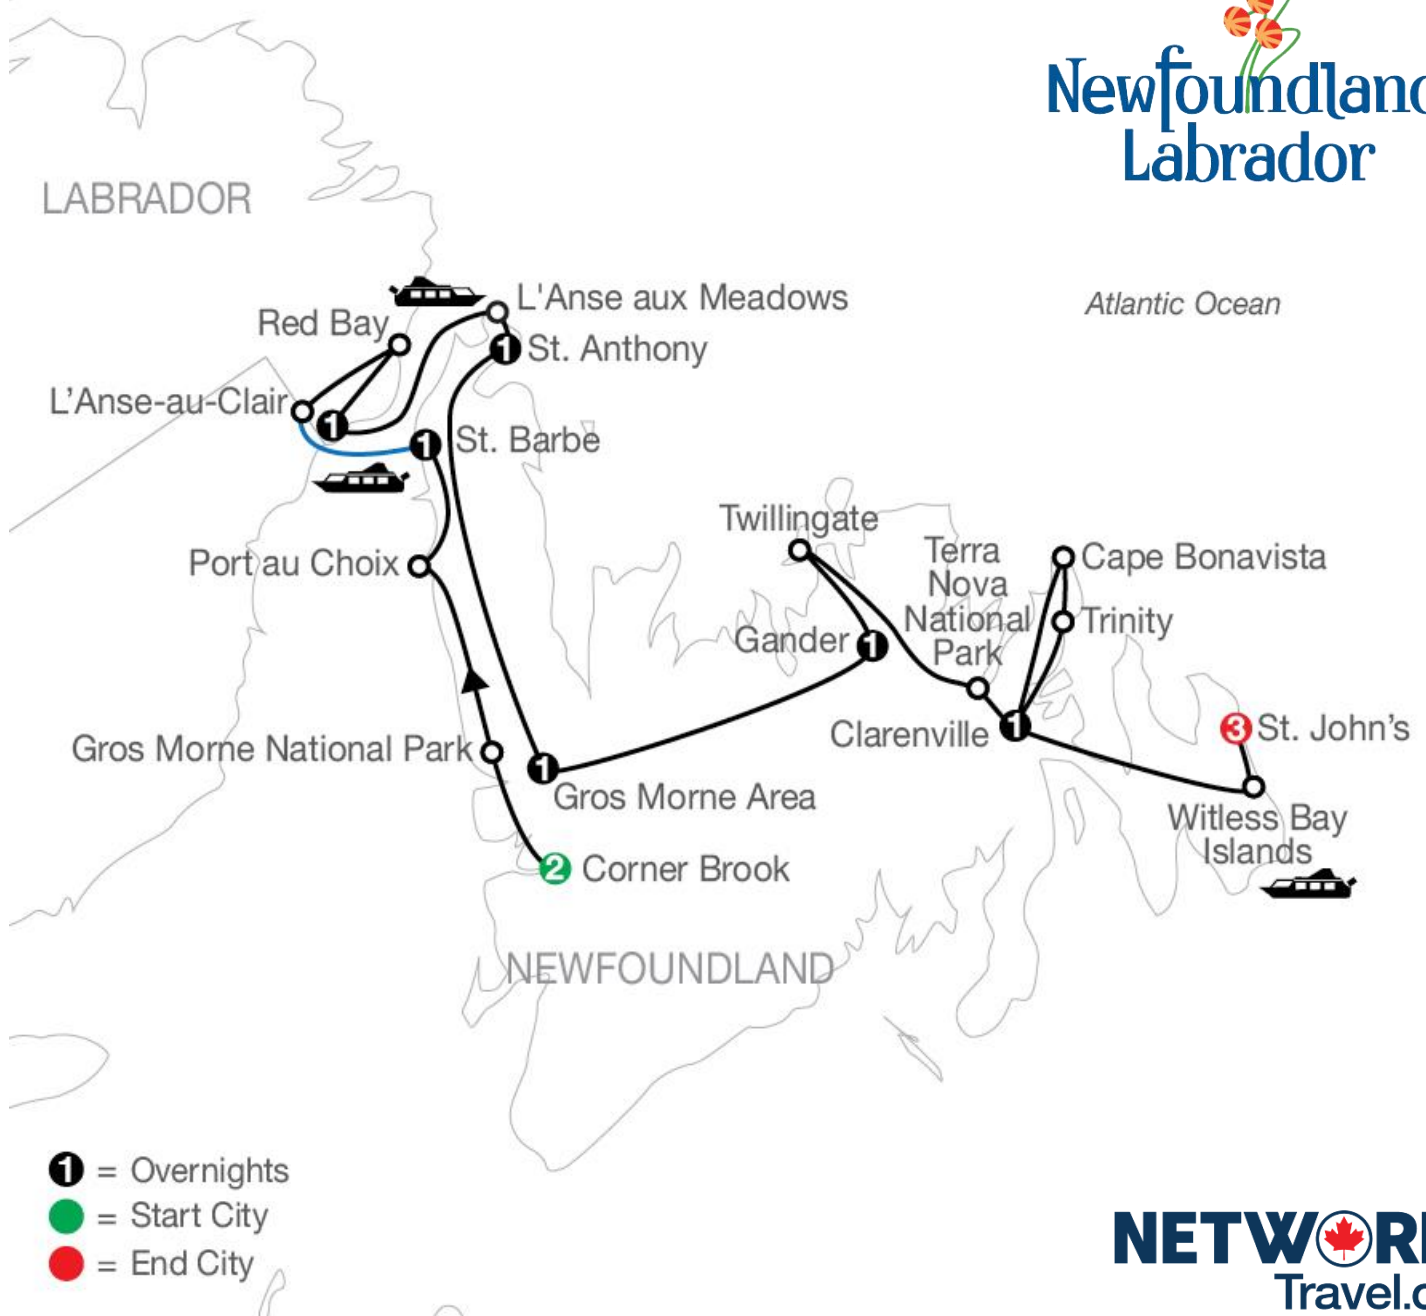 Newfoundland
Labrador
LABRADOR
L'Anse aux Meadows
Atlantic Ocean
Red Bay
1 St. Anthony
L'Anse-au-Clair
1
1 St. Barbe
Twillingate
Terra
Nova
National
Park
Cape Bonavista
Port au Choix
Trinity
Gander 1
Clarenville 1
3 St. John's
Gros Morne National Park
1
Gros Morne Area
Witless Bay
Islands
2 Corner Brook
NEWFOUNDLAND
1 = Overnights
= Start City
= End City
NETWOR
Travel.c